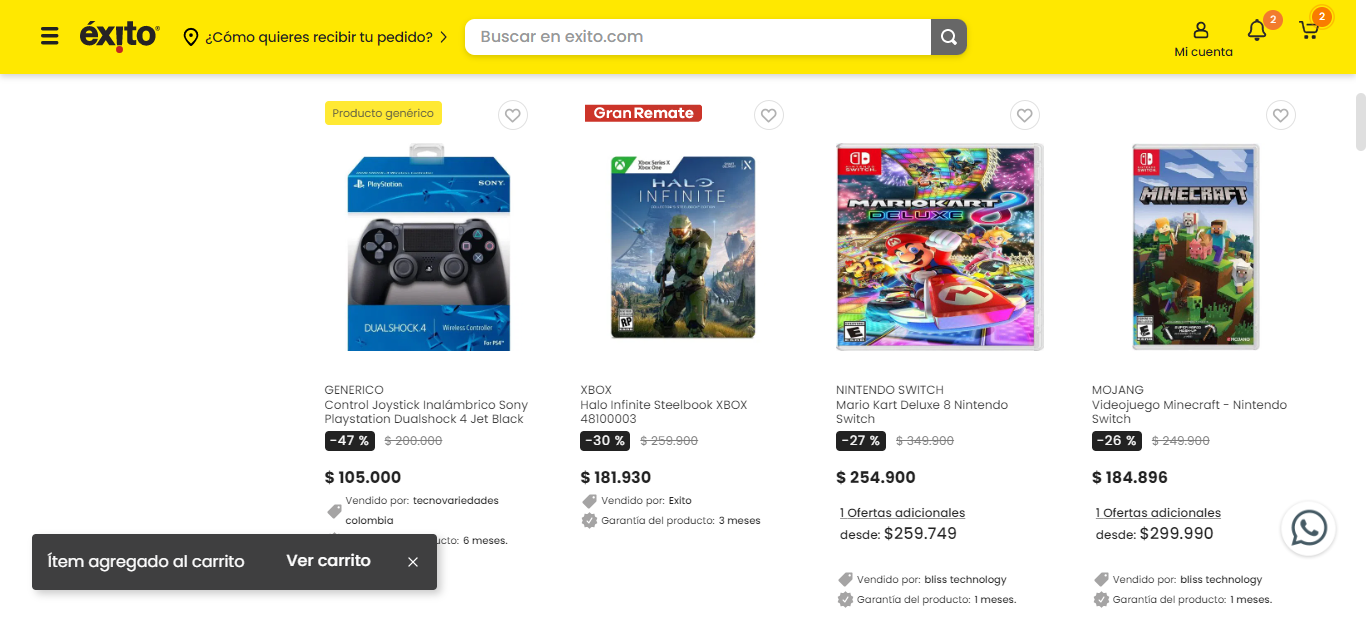 éxito
¿Cómo quieres recibir tu pedido?
Buscar en exito.com
Mi cuenta
2
2
Producto genérico
GranRemate
PlayStation
SONY
DUALSHOCK 4
Wireless Controller
For PS4
Xbox Series X
Xbox One
HALO
INFINITE
RP
NINTENDO
SWITCH
MARIOKART 8
DELUXE
E
MINECRAFT
MOJANG
GENERICO
Control Joystick Inalámbrico Sony
Playstation Dualshock 4 Jet Black
-47 % $ 200.000
$ 105.000
Vendido por: tecnovariedades
colombia
ucto: 6 meses.
XBOX
Halo Infinite Steelbook XBOX
48100003
-30 % $ 259.900
$ 181.930
Vendido por: Exito
Garantía del producto: 3 meses
NINTENDO SWITCH
Mario Kart Deluxe 8 Nintendo
Switch
-27 % $ 349.900
$ 254.900
1 Ofertas adicionales
desde: $259.749
Vendido por: bliss technology
Garantía del producto: 1 meses.
MOJANG
Videojuego Minecraft - Nintendo
Switch
-26 % $ 249.900
$ 184.896
1 Ofertas adicionales
desde: $299.990
Vendido por: bliss technology
Garantía del producto: 1 meses.
Ítem agregado al carrito
Ver carrito